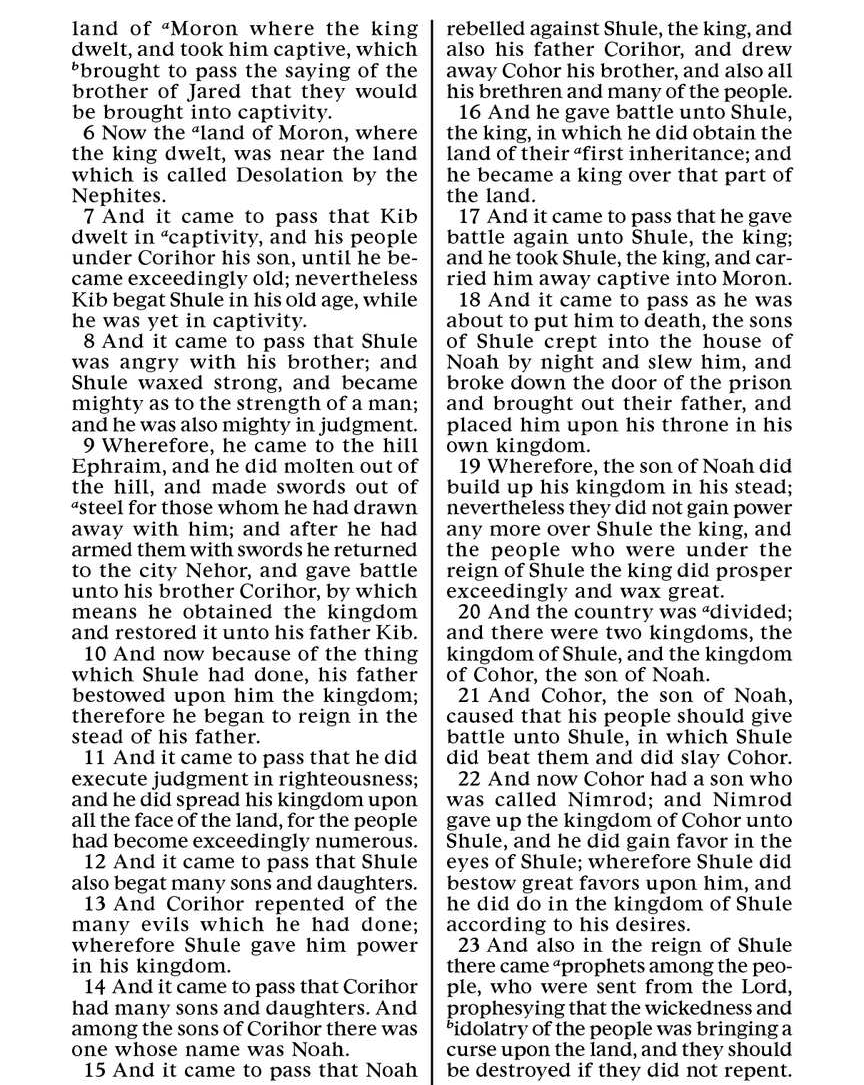 land of ᵃMoron where the king
dwelt, and took him captive, which
ᵇbrought to pass the saying of the
brother of Jared that they would
be brought into captivity.
6 Now the ᵃland of Moron, where
the king dwelt, was near the land
which is called Desolation by the
Nephites.
7 And it came to pass that Kib
dwelt in ᵃcaptivity, and his people
under Corihor his son, until he be-
came exceedingly old; nevertheless
Kib begat Shule in his old age, while
he was yet in captivity.
8 And it came to pass that Shule
was angry with his brother; and
Shule waxed strong, and became
mighty as to the strength of a man;
and he was also mighty in judgment.
9 Wherefore, he came to the hill
Ephraim, and he did molten out of
the hill, and made swords out of
ᵃsteel for those whom he had drawn
away with him; and after he had
armed them with swords he returned
to the city Nehor, and gave battle
unto his brother Corihor, by which
means he obtained the kingdom
and restored it unto his father Kib.
10 And now because of the thing
which Shule had done, his father
bestowed upon him the kingdom;
therefore he began to reign in the
stead of his father.
11 And it came to pass that he did
execute judgment in righteousness;
and he did spread his kingdom upon
all the face of the land, for the people
had become exceedingly numerous.
12 And it came to pass that Shule
also begat many sons and daughters.
13 And Corihor repented of the
many evils which he had done;
wherefore Shule gave him power
in his kingdom.
14 And it came to pass that Corihor
had many sons and daughters. And
among the sons of Corihor there was
one whose name was Noah.
15 And it came to pass that Noah
rebelled against Shule, the king, and
also his father Corihor, and drew
away Cohor his brother, and also all
his brethren and many of the people.
16 And he gave battle unto Shule,
the king, in which he did obtain the
land of their ᵃfirst inheritance; and
he became a king over that part of
the land.
17 And it came to pass that he gave
battle again unto Shule, the king;
and he took Shule, the king, and car-
ried him away captive into Moron.
18 And it came to pass as he was
about to put him to death, the sons
of Shule crept into the house of
Noah by night and slew him, and
broke down the door of the prison
and brought out their father, and
placed him upon his throne in his
own kingdom.
19 Wherefore, the son of Noah did
build up his kingdom in his stead;
nevertheless they did not gain power
any more over Shule the king, and
the people who were under the
reign of Shule the king did prosper
exceedingly and wax great.
20 And the country was ᵃdivided;
and there were two kingdoms, the
kingdom of Shule, and the kingdom
of Cohor, the son of Noah.
21 And Cohor, the son of Noah,
caused that his people should give
battle unto Shule, in which Shule
did beat them and did slay Cohor.
22 And now Cohor had a son who
was called Nimrod; and Nimrod
gave up the kingdom of Cohor unto
Shule, and he did gain favor in the
eyes of Shule; wherefore Shule did
bestow great favors upon him, and
he did do in the kingdom of Shule
according to his desires.
23 And also in the reign of Shule
there came ᵃprophets among the peo-
ple, who were sent from the Lord,
prophesying that the wickedness and
ᵇidolatry of the people was bringing a
curse upon the land, and they should
be destroyed if they did not repent.